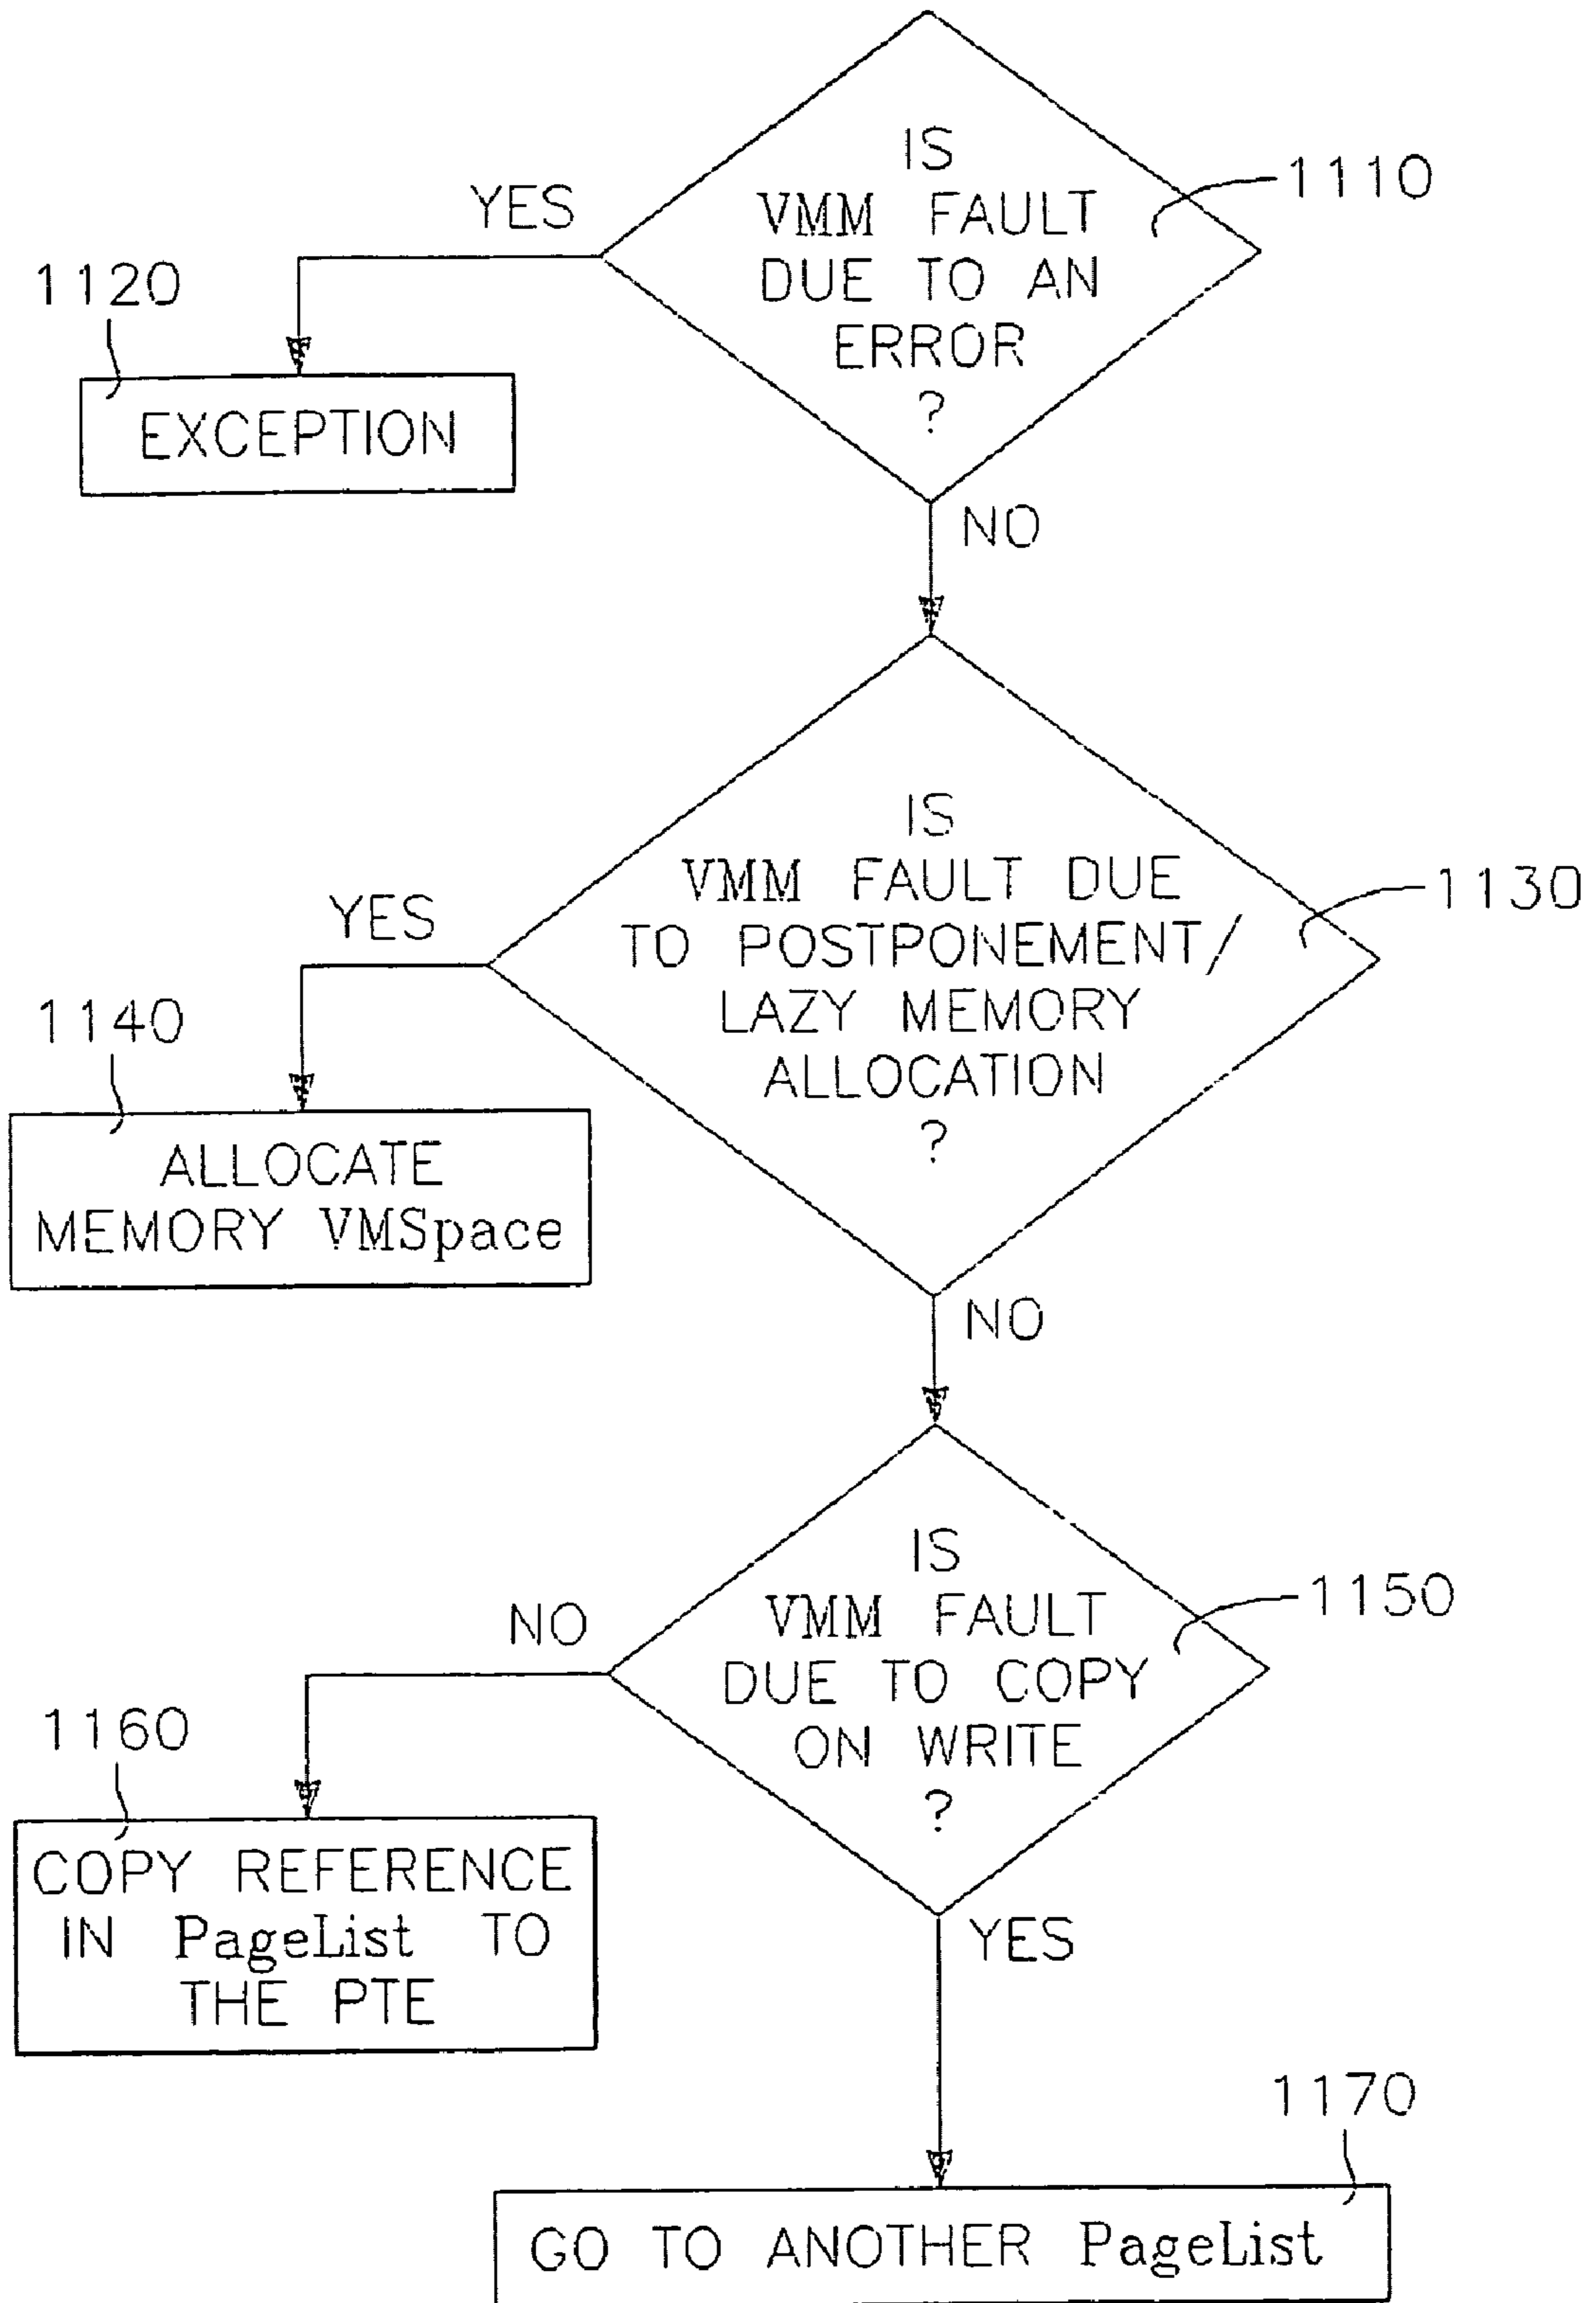 IS
VMM FAULT
DUE TO AN
ERROR
?
1110
YES
1120
EXCEPTION
NO
IS
VMM FAULT DUE
TO POSTPONEMENT/
LAZY MEMORY
ALLOCATION
?
1130
YES
1140
ALLOCATE
MEMORY VMSpace
NO
IS
VMM FAULT
DUE TO COPY
ON WRITE
?
1150
NO
1160
COPY REFERENCE
IN PageList TO
THE PTE
YES
1170
GO TO ANOTHER PageList